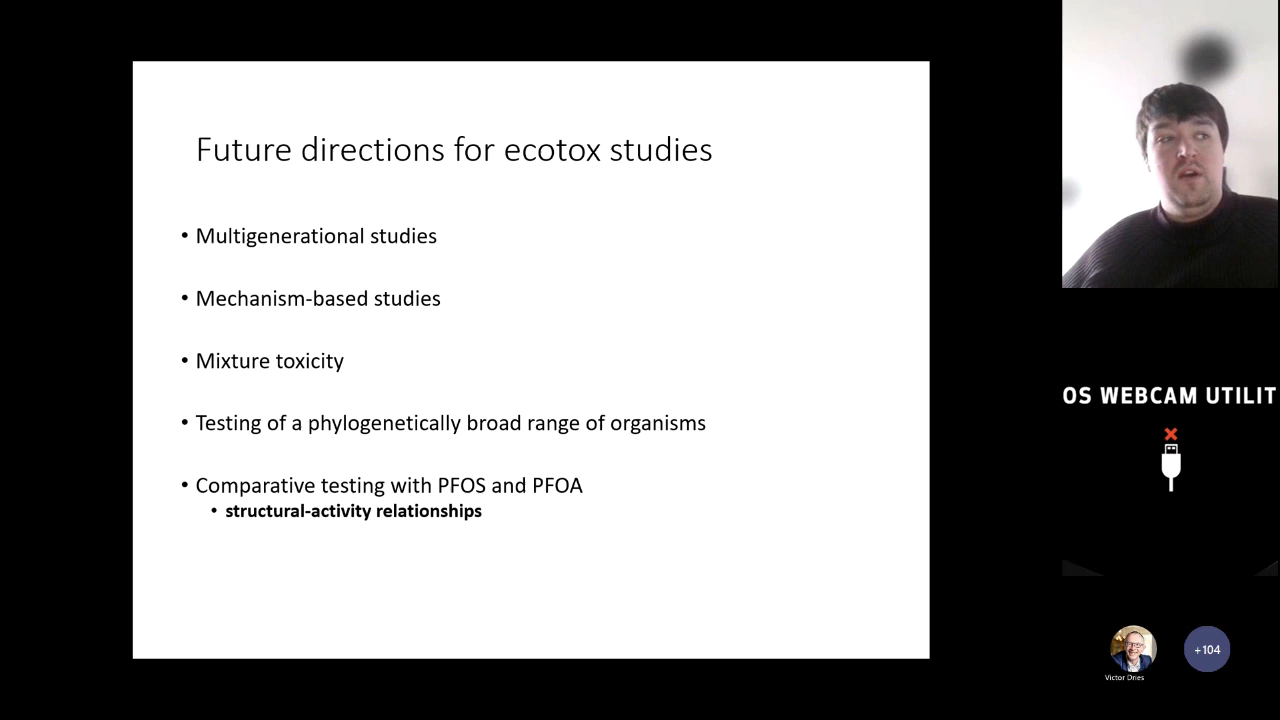 Future directions for ecotox studies
• Multigenerational studies
• Mechanism-based studies
• Mixture toxicity
• Testing of a phylogenetically broad range of organisms
• Comparative testing with PFOS and PFOA
• structural-activity relationships
OS WEBCAM UTILIT
Victor Dries
+104